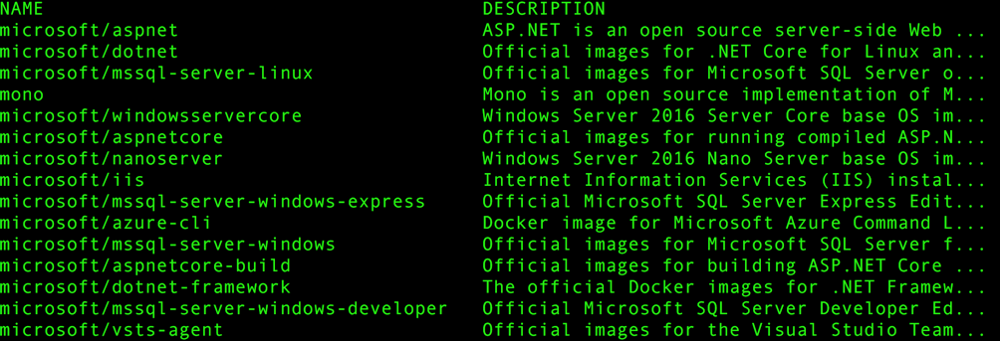 NAME DESCRIPTION
microsoft/aspnet ASP.NET is an open source server-side Web ...
microsoft/dotnet Official images for .NET Core for Linux an...
microsoft/mssql-server-linux Official images for Microsoft SQL Server o...
mono Mono is an open source implementation of M...
microsoft/windowsservercore Windows Server 2016 Server Core base OS im...
microsoft/aspnetcore Official images for running compiled ASP.N...
microsoft/nanoserver Windows Server 2016 Nano Server base OS im...
microsoft/iis Internet Information Services (IIS) instal...
microsoft/mssql-server-windows-express Official Microsoft SQL Server Express Edit...
microsoft/azure-cli Docker image for Microsoft Azure Command L...
microsoft/mssql-server-windows Official images for Microsoft SQL Server f...
microsoft/aspnetcore-build Official images for building ASP.NET Core ...
microsoft/dotnet-framework The official Docker images for .NET Framew...
microsoft/mssql-server-windows-developer Official Microsoft SQL Server Developer Ed...
microsoft/vsts-agent Official images for the Visual Studio Team...